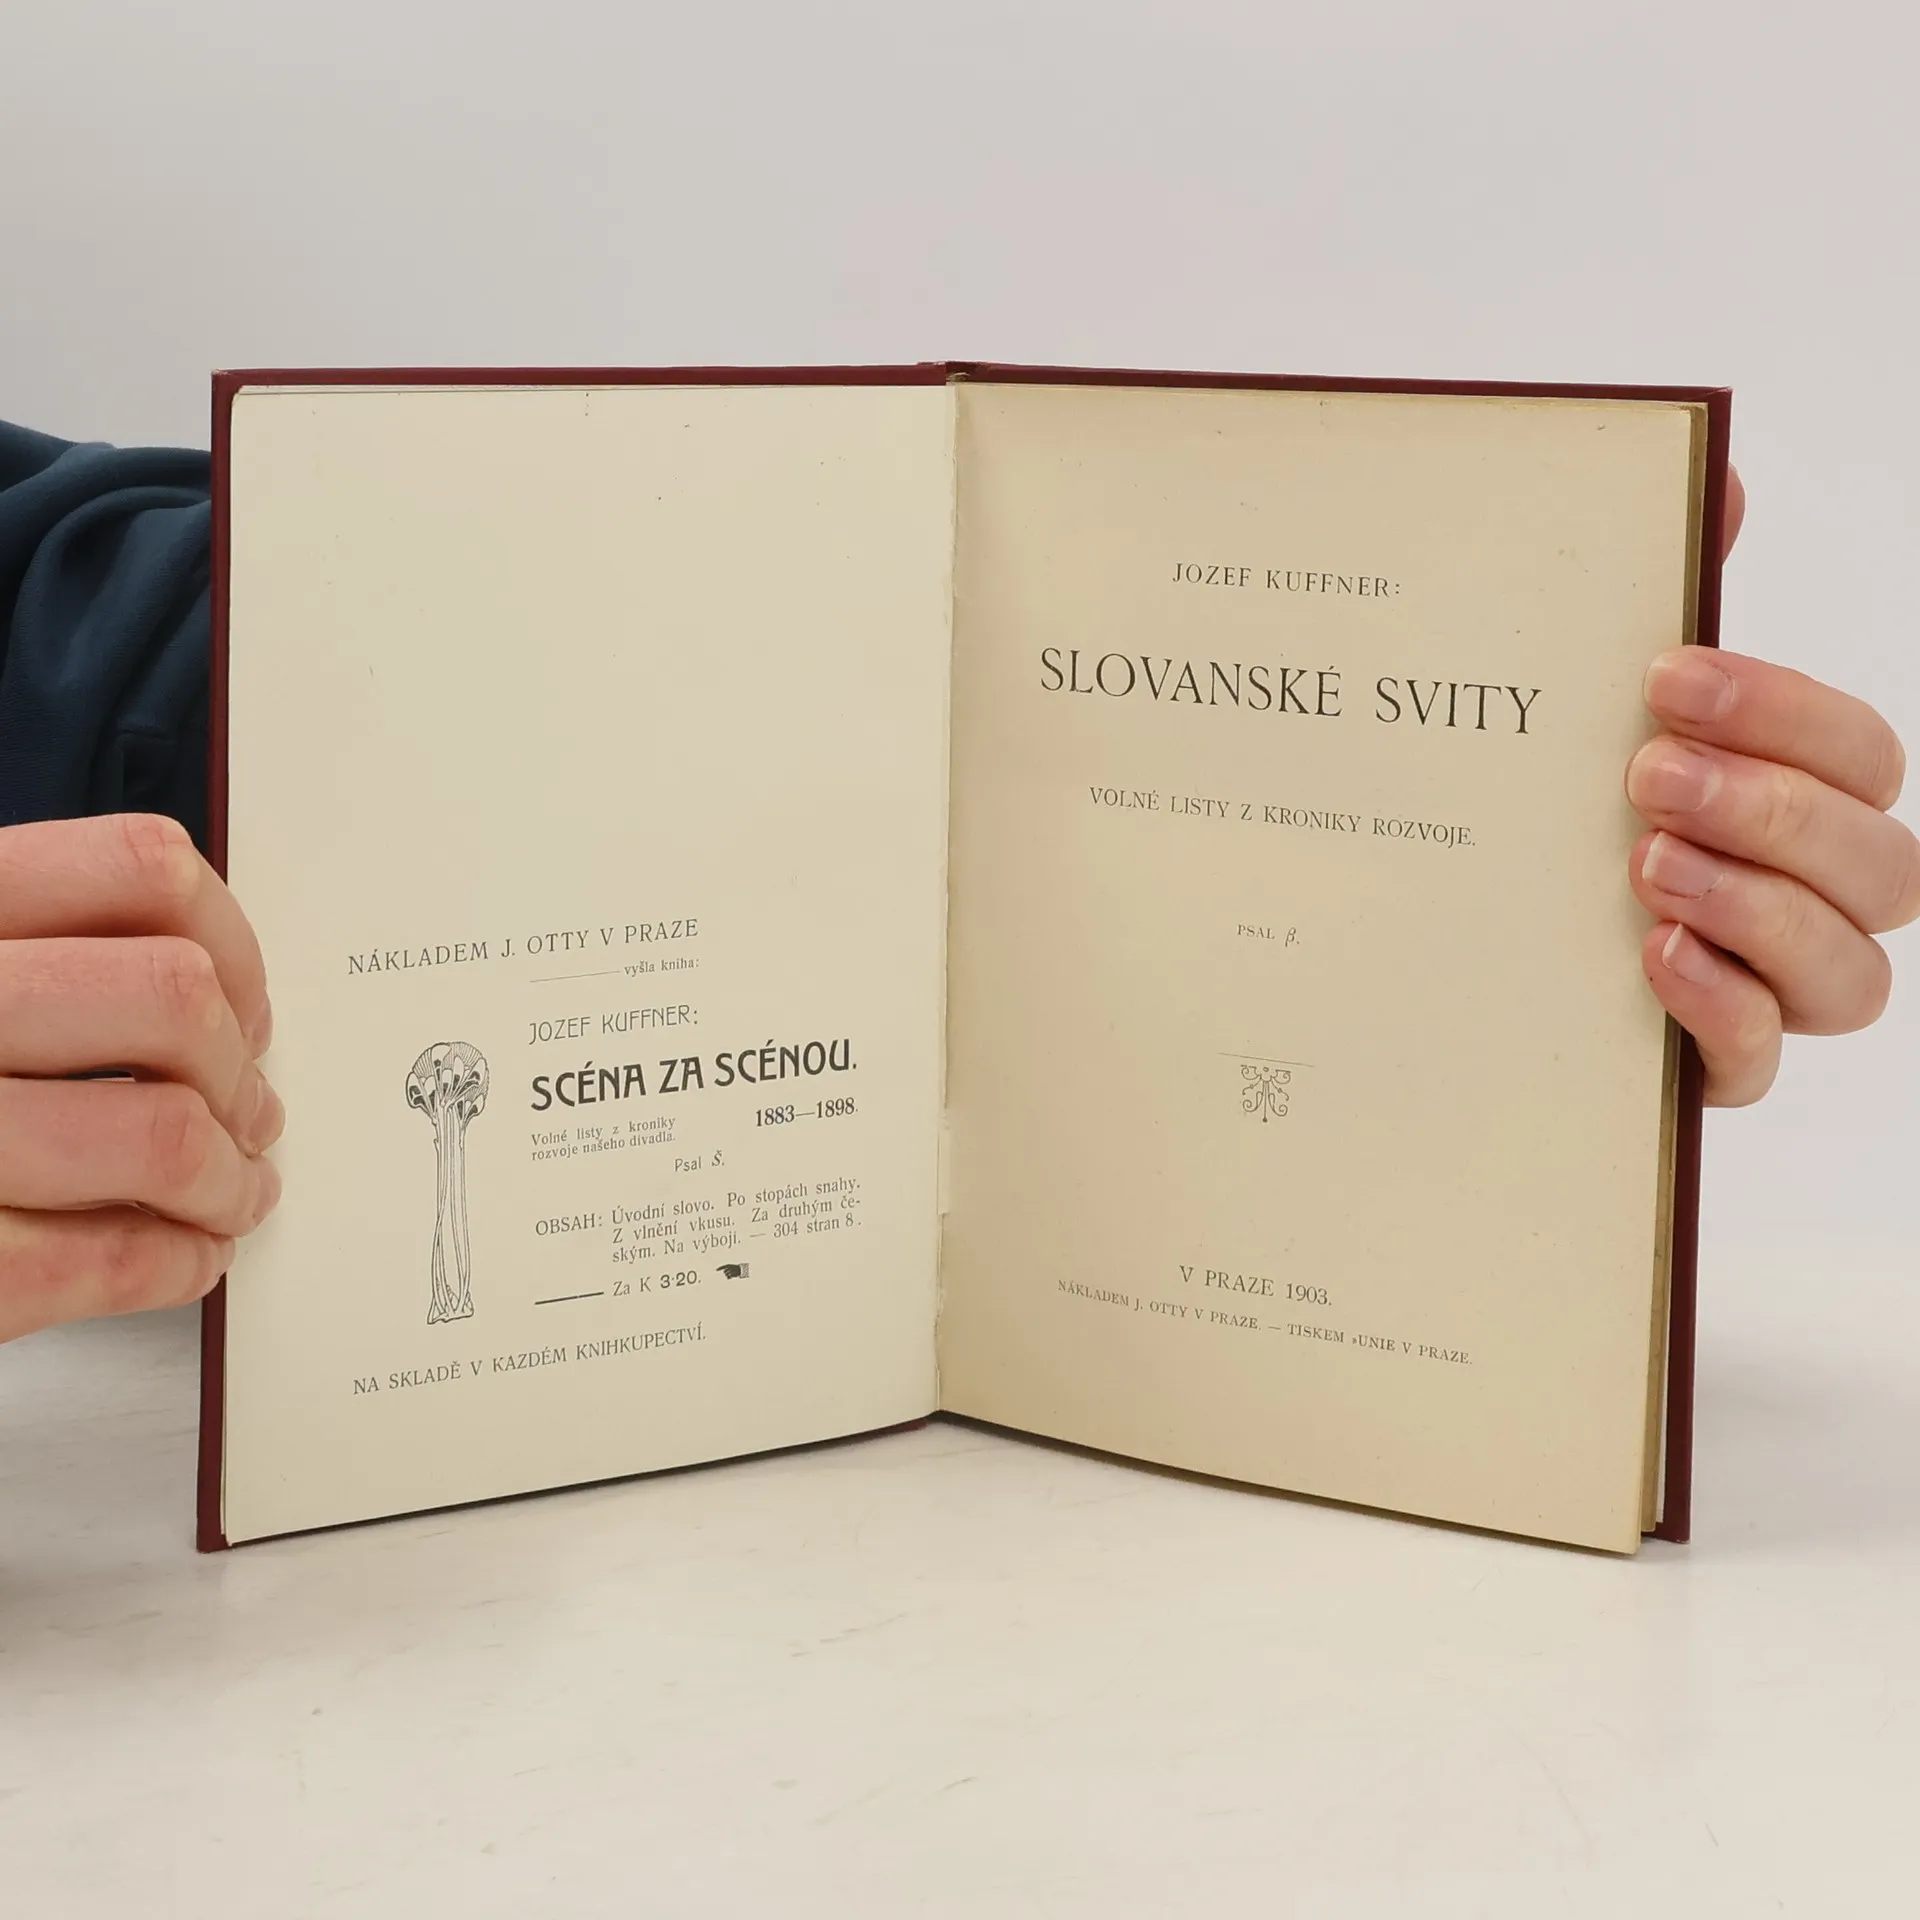 NÁKLADEM J. OTTY V PRAZE
vyšla kniha:
JOZEF KUFFNER:
SCÉNA ZA SCÉNOU.
1883—1898.
Volné listy z kroniky
rozvoje našeho divadla.
Psal Š.
OBSAH: Úvodní slovo. Po stopách snahy.
Z vlnění vkusu. Za druhým če-
ským. Na výboji. — 304 stran 8.
Za K 3·20.
NA SKLADĚ V KAZDÉM KNIHKUPECTVÍ.
JOZEF KUFFNER:
SLOVANSKÉ SVITY
VOLNÉ LISTY Z KRONIKY ROZVOJE.
PSAL β.
V PRAZE 1903.
NÁKLADEM J. OTTY V PRAZE. — TISKEM »UNIE V PRAZE.